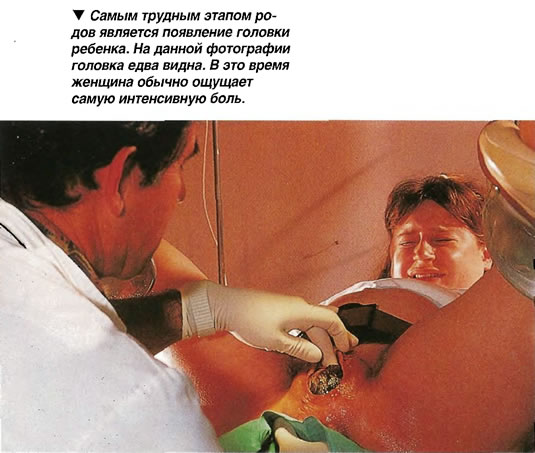 ▼ Самым трудным этапом ро-
дов является появление головки
ребенка. На данной фотографии
головка едва видна. В это время
женщина обычно ощущает
самую интенсивную боль.